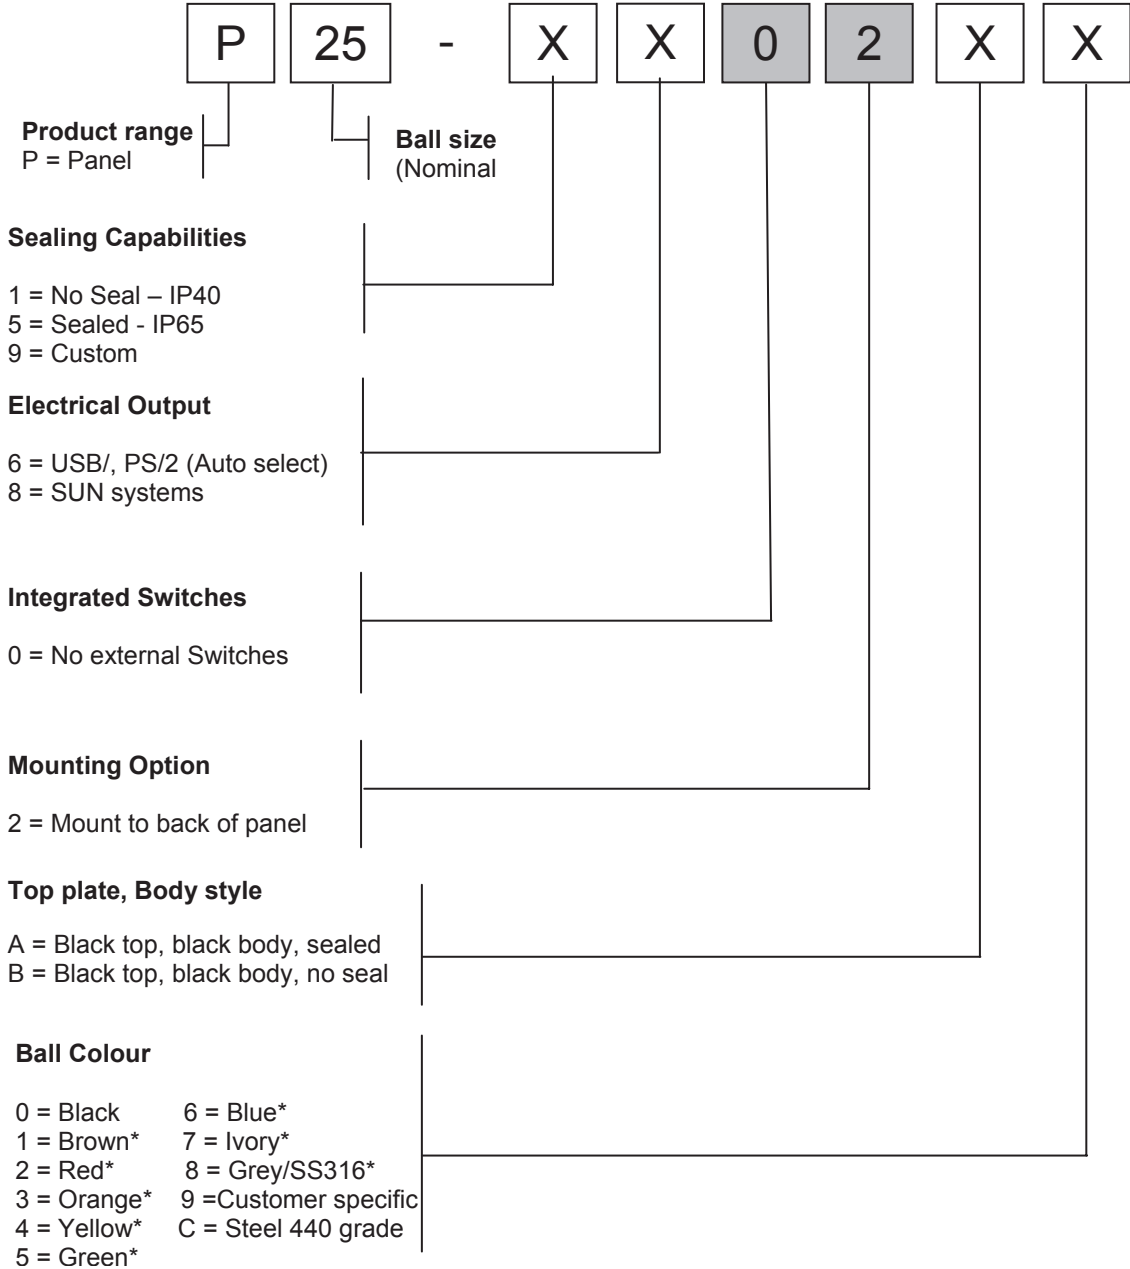 P 25 - X X 0 2 X X
Product range
P = Panel
Ball size
(Nominal
Sealing Capabilities
1 = No Seal – IP40
5 = Sealed - IP65
9 = Custom
Electrical Output
6 = USB/, PS/2 (Auto select)
8 = SUN systems
Integrated Switches
0 = No external Switches
Mounting Option
2 = Mount to back of panel
Top plate, Body style
A = Black top, black body, sealed
B = Black top, black body, no seal
Ball Colour
0 = Black 6 = Blue*
1 = Brown* 7 = Ivory*
2 = Red* 8 = Grey/SS316*
3 = Orange* 9 =Customer specific
4 = Yellow* C = Steel 440 grade
5 = Green*